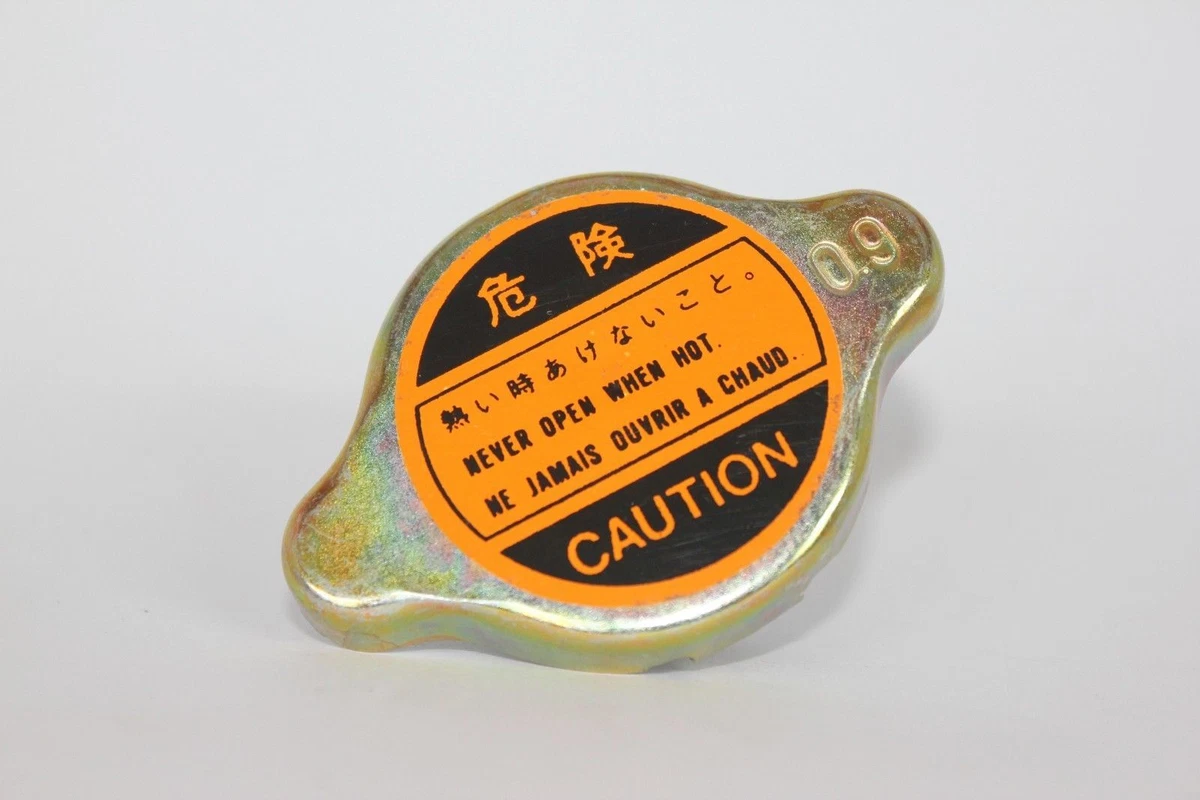 危険
熱い時あけないこと。
NEVER OPEN WHEN HOT.
NE JAMAIS OUVRIR A CHAUD.
CAUTION
0.9